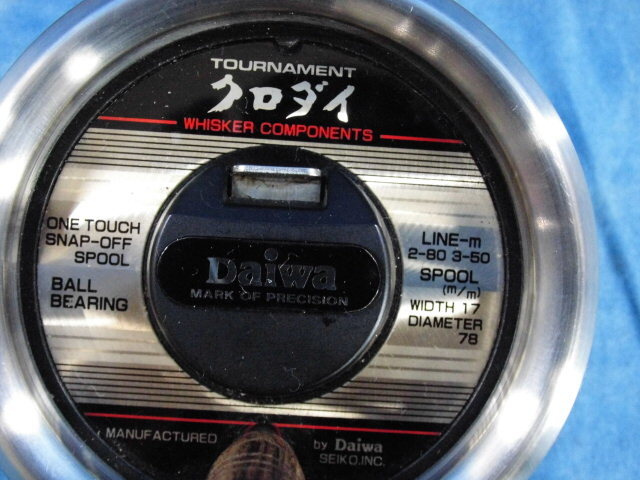 TOURNAMENT
クロダイ
WHISKER COMPONENTS
ONE TOUCH
SNAP-OFF
SPOOL
BALL
BEARING
Daiwa
MARK OF PRECISION
LINE-m
2-80 3-50
SPOOL
(m/m)
WIDTH 17
DIAMETER
78
MANUFACTURED by Daiwa
SEIKO.INC.